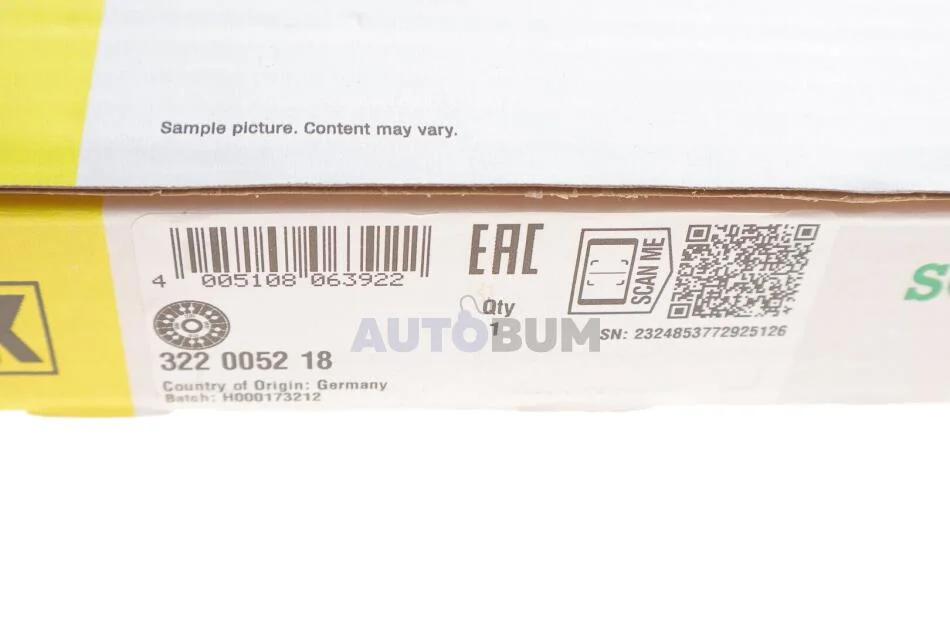 Sample picture. Content may vary.
4 005108 063922
EAC
SCAN ME
Qty
1
AUTOBUM
SN: 2324853772925126
322 0052 18
Country of Origin: Germany
Batch: H000173212
K